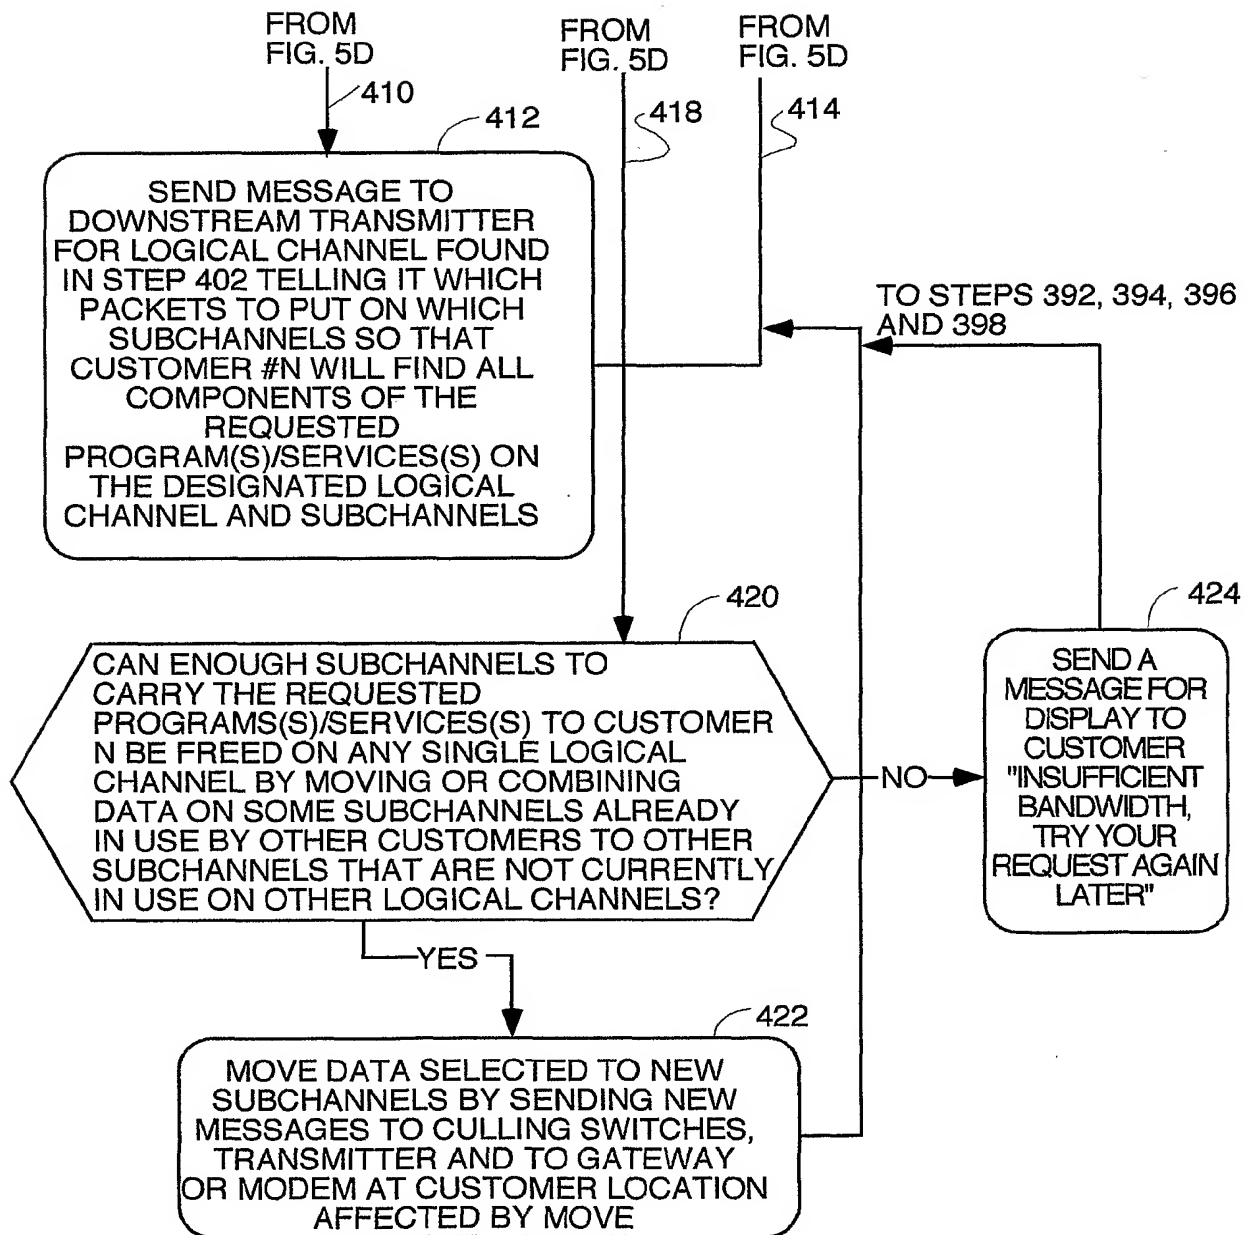 FROM
FIG. 5D
410
FROM
FIG. 5D
418
FROM
FIG. 5D
414
412
SEND MESSAGE TO
DOWNSTREAM TRANSMITTER
FOR LOGICAL CHANNEL FOUND
IN STEP 402 TELLING IT WHICH
PACKETS TO PUT ON WHICH
SUBCHANNELS SO THAT
CUSTOMER #N WILL FIND ALL
COMPONENTS OF THE
REQUESTED
PROGRAM(S)/SERVICES(S) ON
THE DESIGNATED LOGICAL
CHANNEL AND SUBCHANNELS
TO STEPS 392, 394, 396
AND 398
420
CAN ENOUGH SUBCHANNELS TO
CARRY THE REQUESTED
PROGRAMS(S)/SERVICES(S) TO CUSTOMER
N BE FREED ON ANY SINGLE LOGICAL
CHANNEL BY MOVING OR COMBINING
DATA ON SOME SUBCHANNELS ALREADY
IN USE BY OTHER CUSTOMERS TO OTHER
SUBCHANNELS THAT ARE NOT CURRENTLY
IN USE ON OTHER LOGICAL CHANNELS?
NO
424
SEND A
MESSAGE FOR
DISPLAY TO
CUSTOMER
"INSUFFICIENT
BANDWIDTH,
TRY YOUR
REQUEST AGAIN
LATER"
YES
422
MOVE DATA SELECTED TO NEW
SUBCHANNELS BY SENDING NEW
MESSAGES TO CULLING SWITCHES,
TRANSMITTER AND TO GATEWAY
OR MODEM AT CUSTOMER LOCATION
AFFECTED BY MOVE